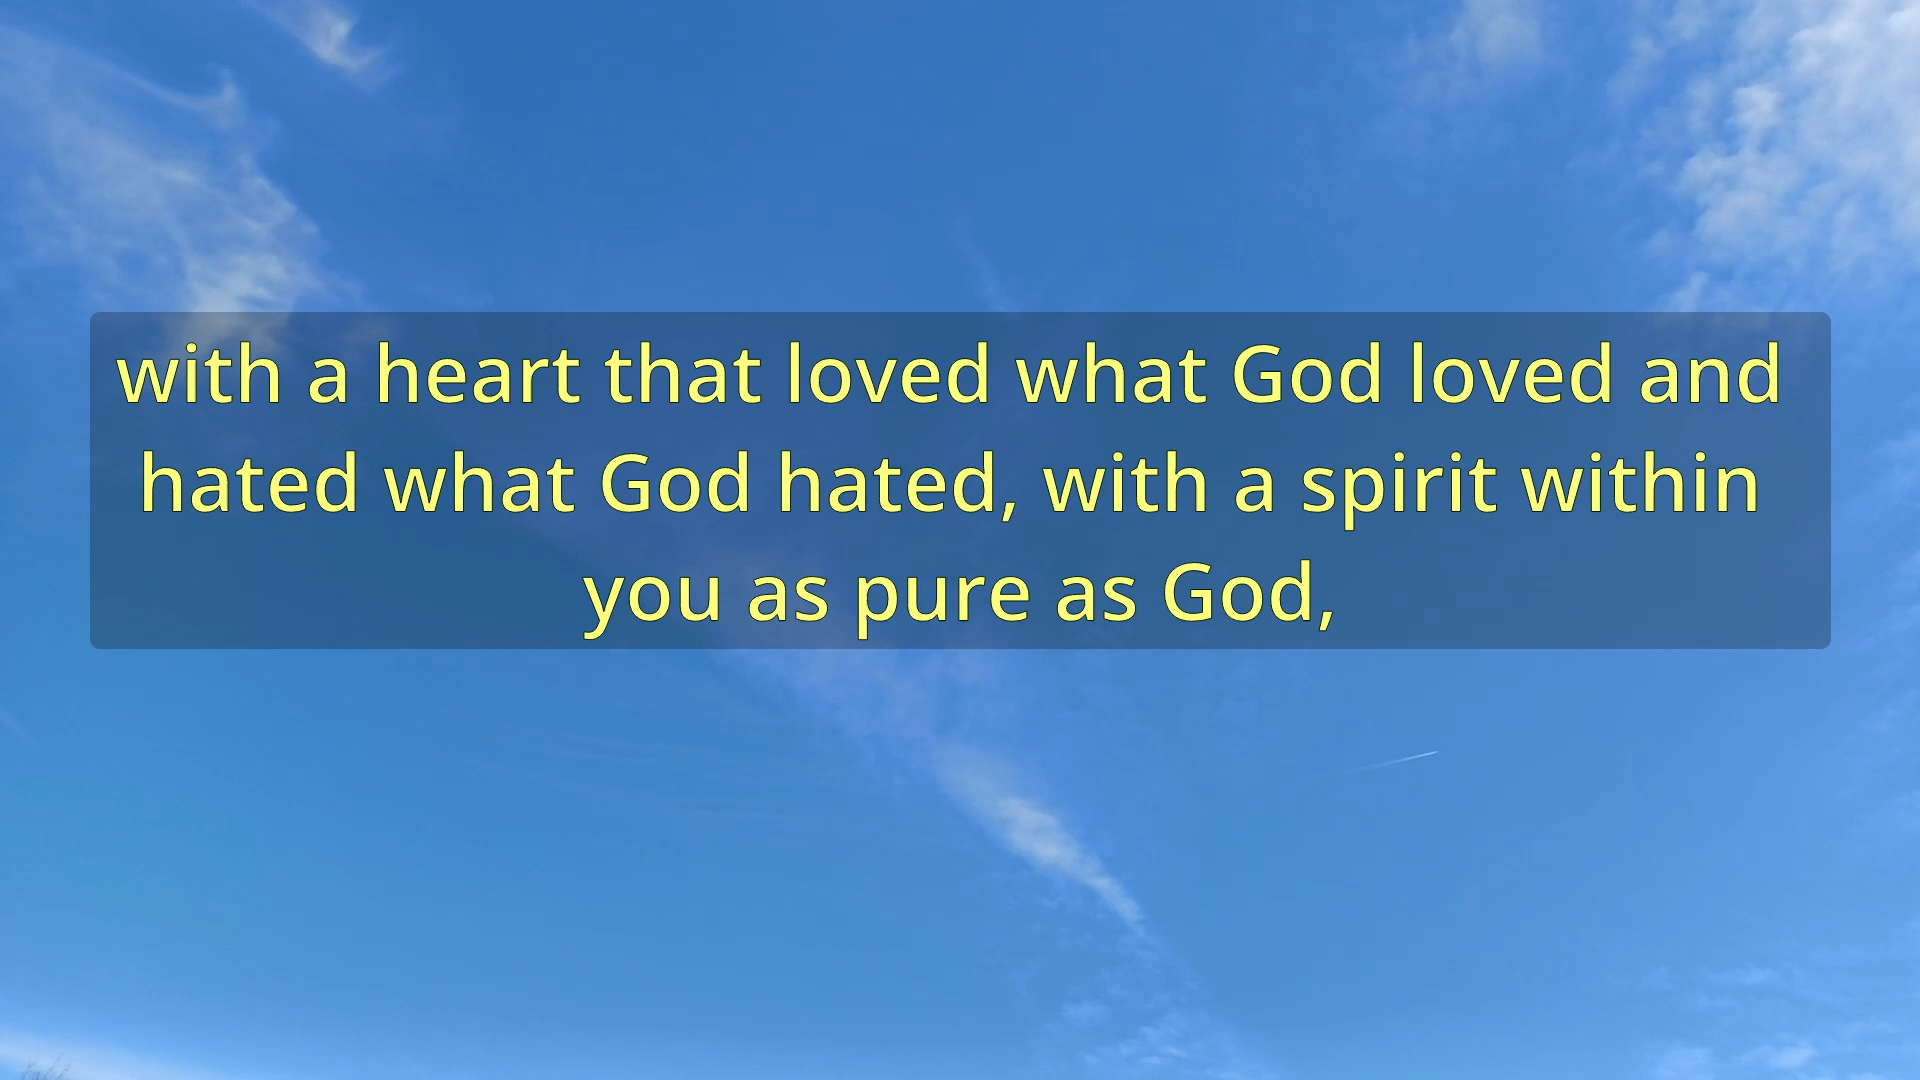 with a heart that loved what God loved and
hated what God hated, with a spirit within
you as pure as God,